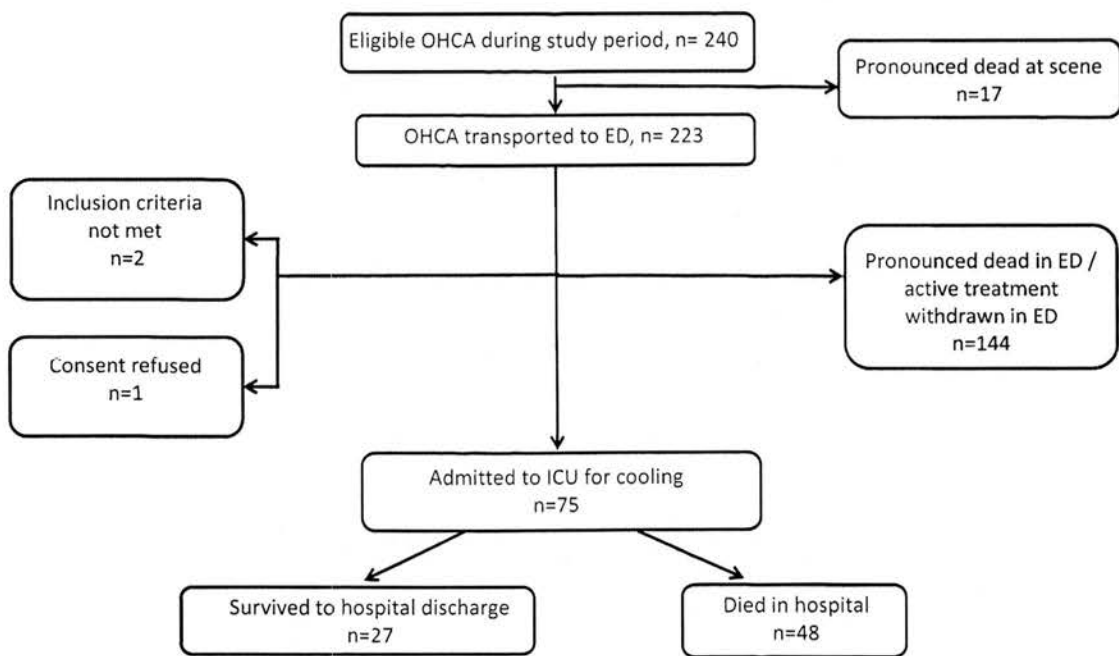 Eligible OHCA during study period, n= 240
Pronounced dead at scene
n=17
OHCA transported to ED, n= 223
Inclusion criteria
not met
n=2
Pronounced dead in ED /
active treatment
withdrawn in ED
n=144
Consent refused
n=1
Admitted to ICU for cooling
n=75
Survived to hospital discharge
n=27
Died in hospital
n=48